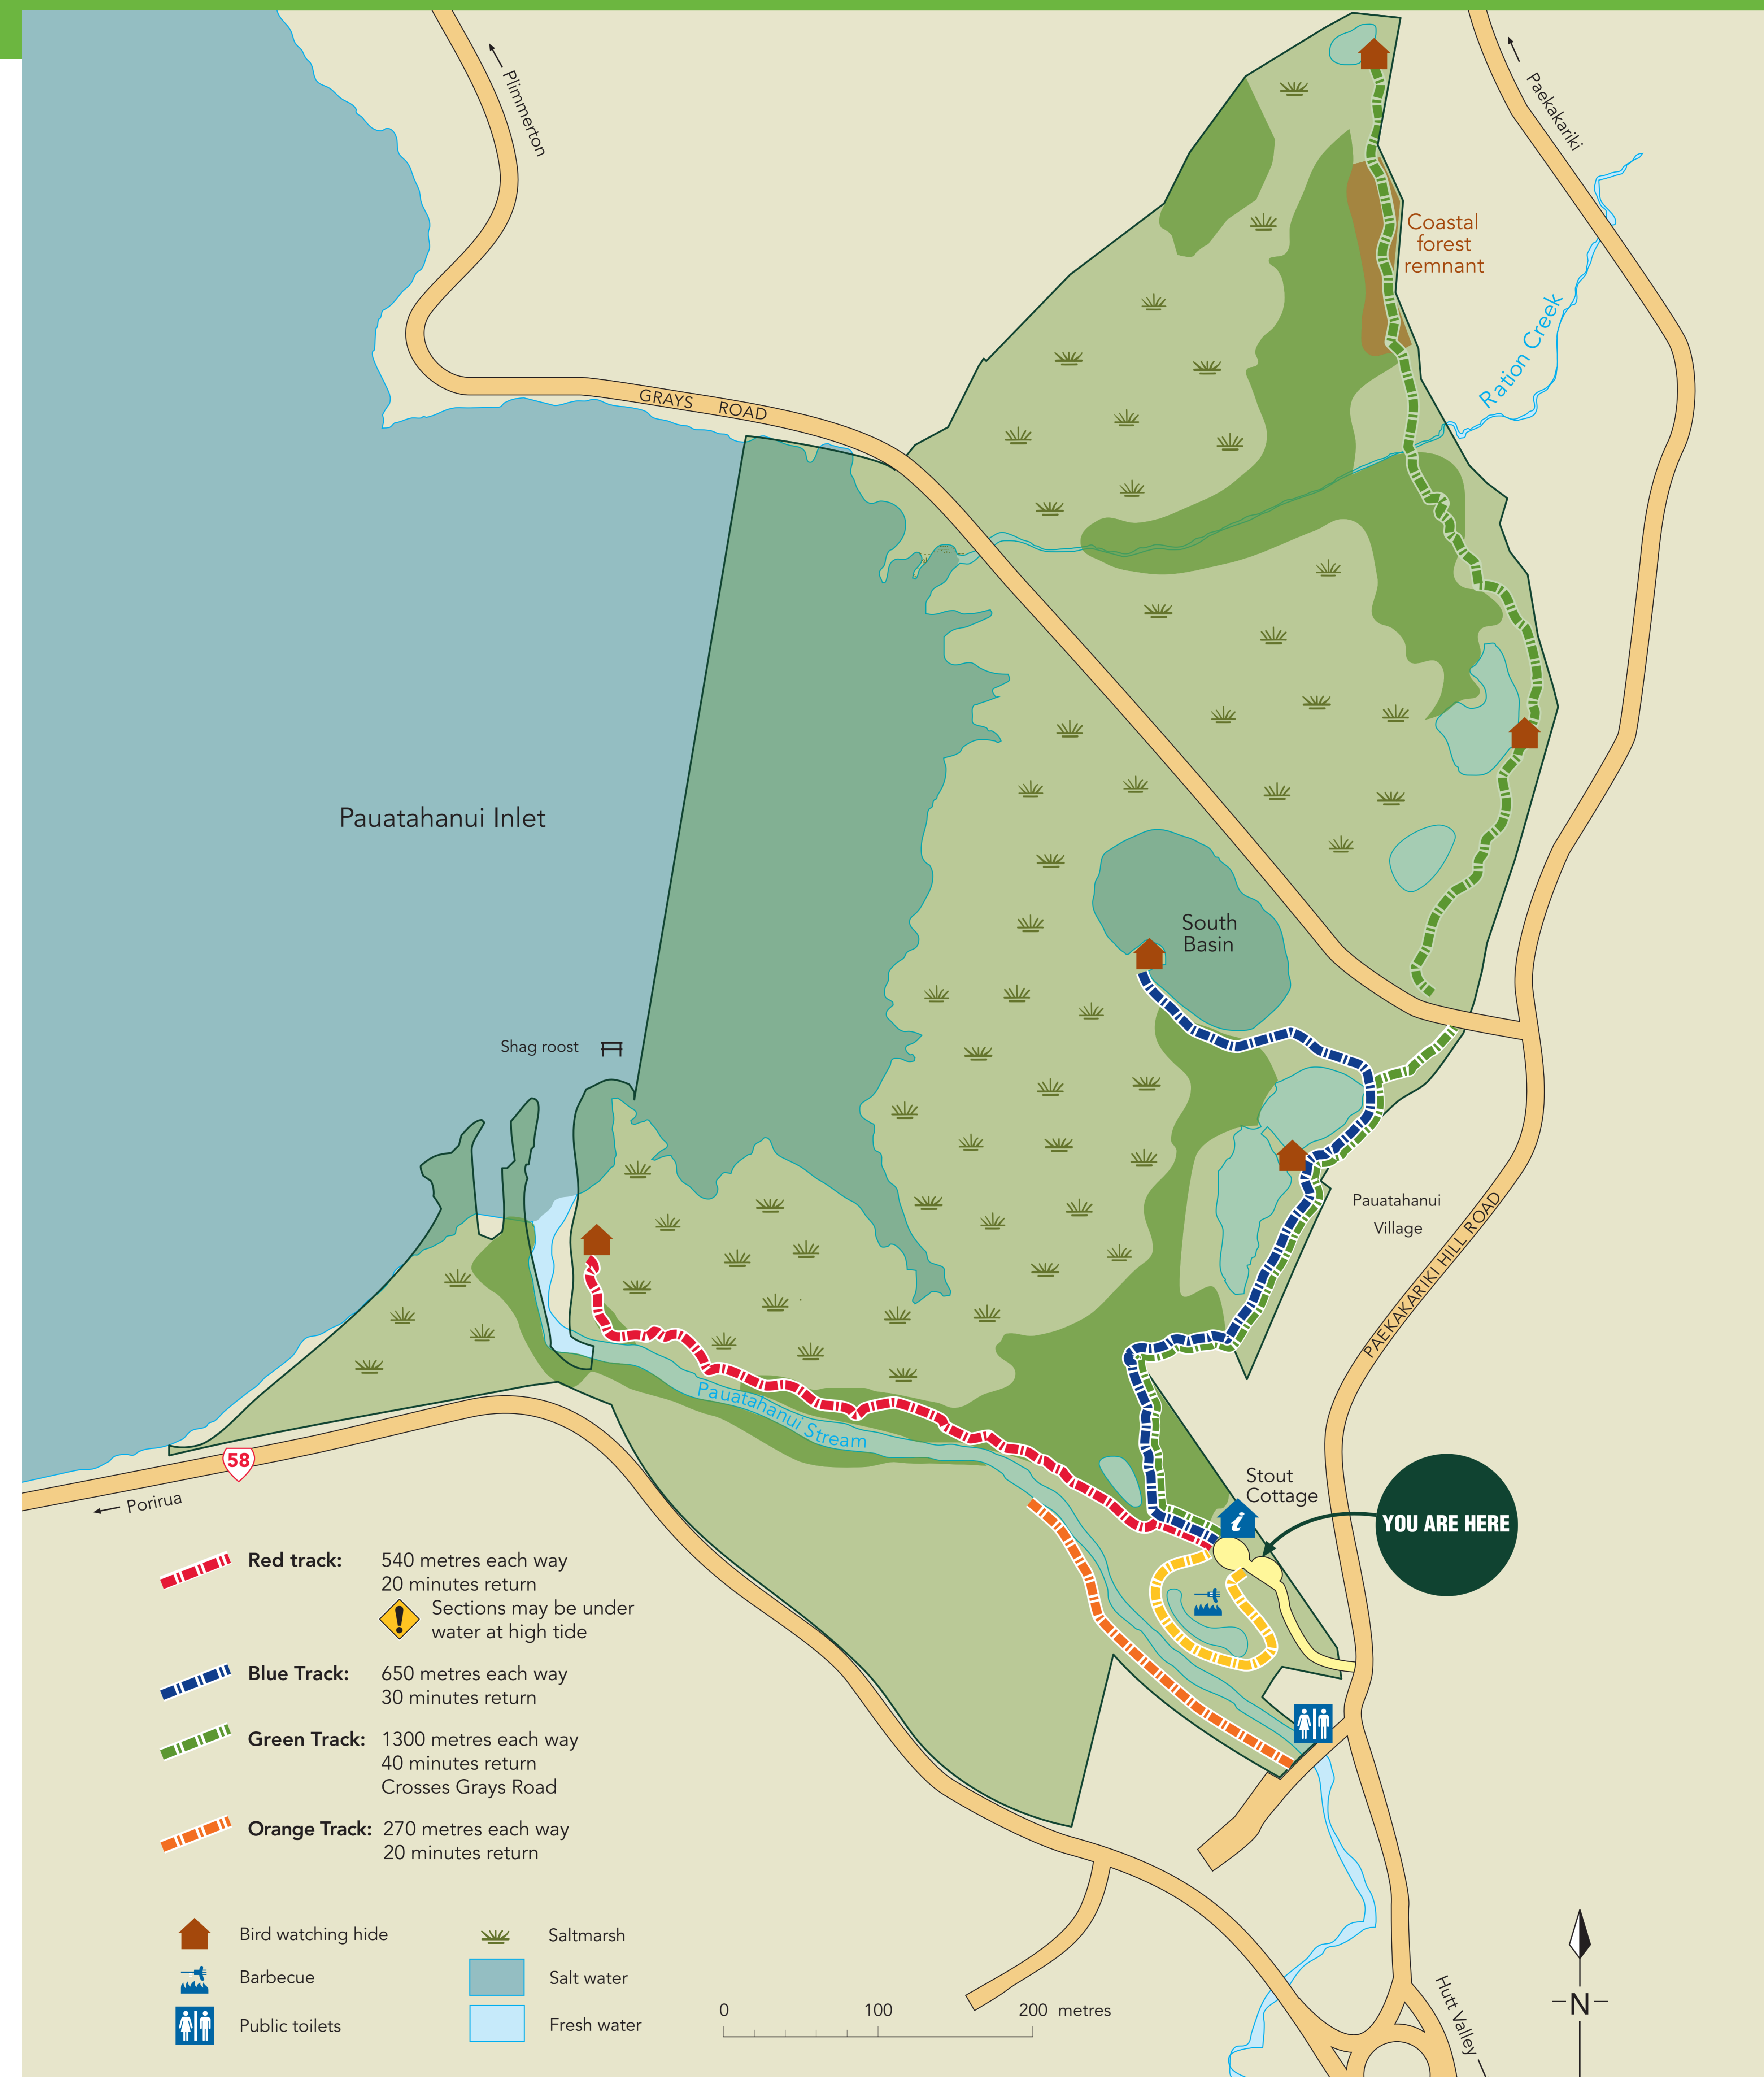 Plimmerton
Paekakariki
Coastal
forest
remnant
Ration Creek
GRAYS ROAD
Pauatahanui Inlet
South
Basin
Shag roost
Pauatahanui
Village
PAEKAKARIKI HILL ROAD
Pauatahanui Stream
58
Porirua
Stout
Cottage
i
YOU ARE HERE
Red track: 540 metres each way
20 minutes return
! Sections may be under
water at high tide
Blue Track: 650 metres each way
30 minutes return
Green Track: 1300 metres each way
40 minutes return
Crosses Grays Road
Orange Track: 270 metres each way
20 minutes return
Bird watching hide
Barbecue
Public toilets
Saltmarsh
Salt water
Fresh water
0 100 200 metres
Hutt Valley
N